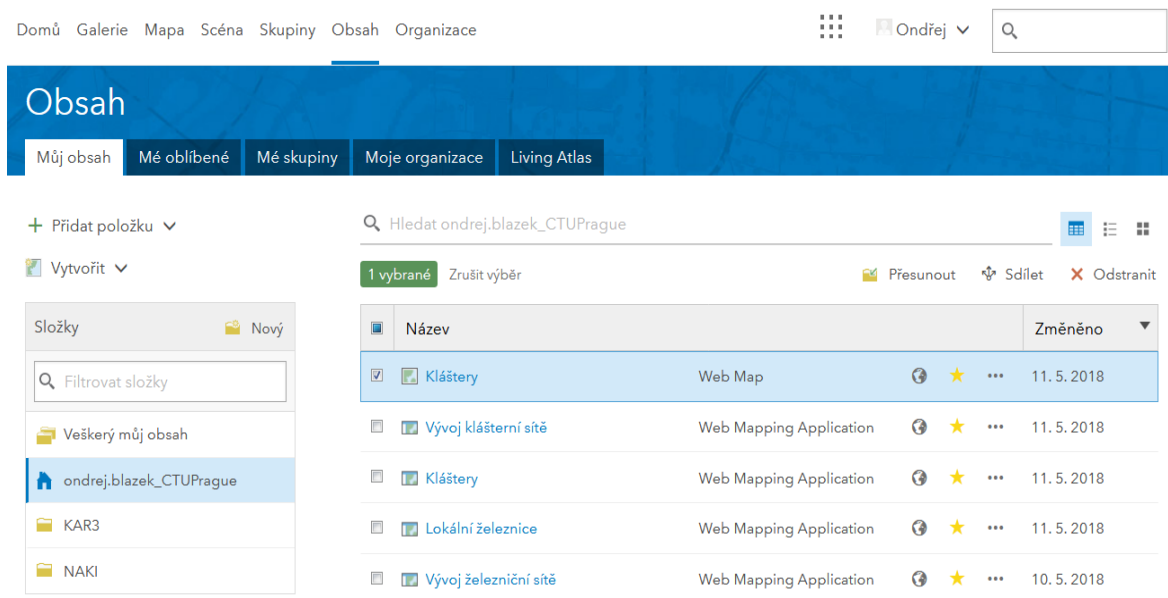 Domů Galerie Mapa Scéna Skupiny Obsah Organizace Ondřej
Obsah
Můj obsah Mé oblíbené Mé skupiny Moje organizace Living Atlas
+ Přidat položku
Hledat ondrej.blazek_CTUPrague
Vytvořit
1 vybrané Zrušit výběr Přesunout Sdílet Odstranit
Složky Nový
Název Změněno
Filtrovat složky
Kláštery Web Map ••• 11. 5. 2018
Veškerý můj obsah
Vývoj klášterní sítě Web Mapping Application ••• 11. 5. 2018
ondrej.blazek_CTUPrague
Kláštery Web Mapping Application ••• 11. 5. 2018
KAR3
Lokální železnice Web Mapping Application ••• 11. 5. 2018
NAKI
Vývoj železniční sítě Web Mapping Application ••• 10. 5. 2018